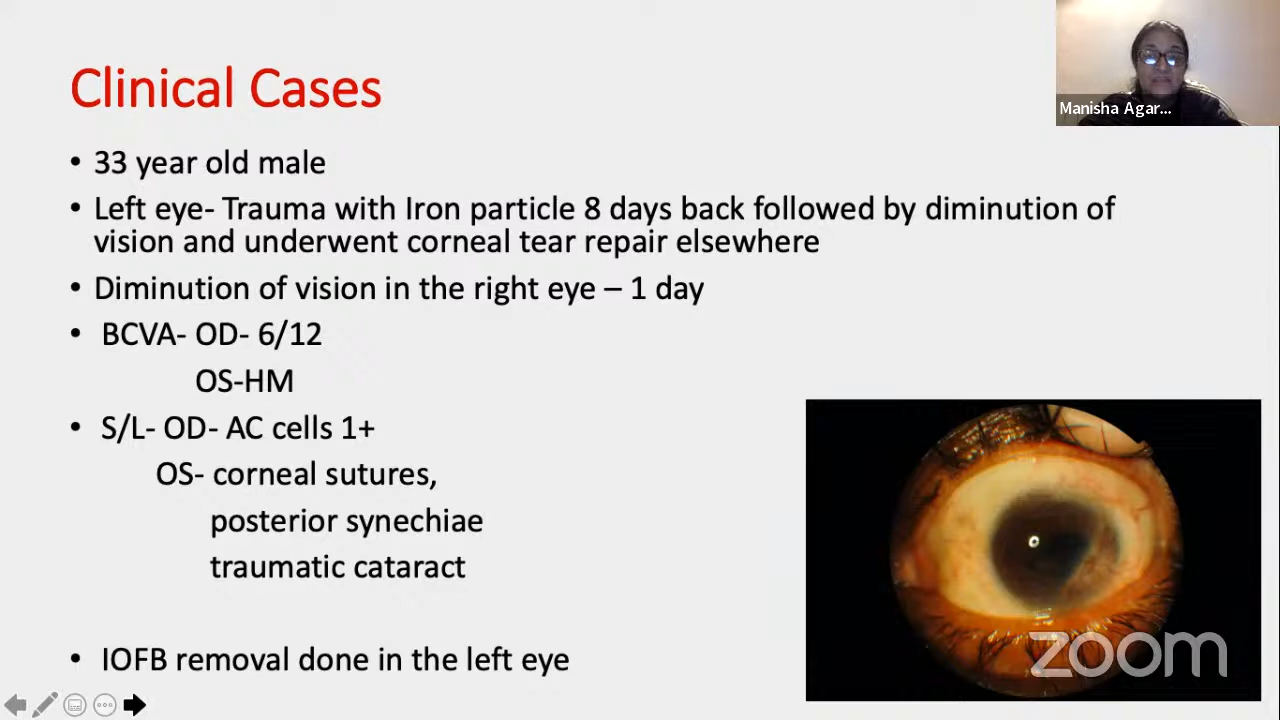 Clinical Cases
Manisha Agar...
• 33 year old male
• Left eye- Trauma with Iron particle 8 days back followed by diminution of
vision and underwent corneal tear repair elsewhere
• Diminution of vision in the right eye – 1 day
• BCVA- OD- 6/12
OS-HM
• S/L- OD- AC cells 1+
OS- corneal sutures,
posterior synechiae
traumatic cataract
• IOFB removal done in the left eye
zoom